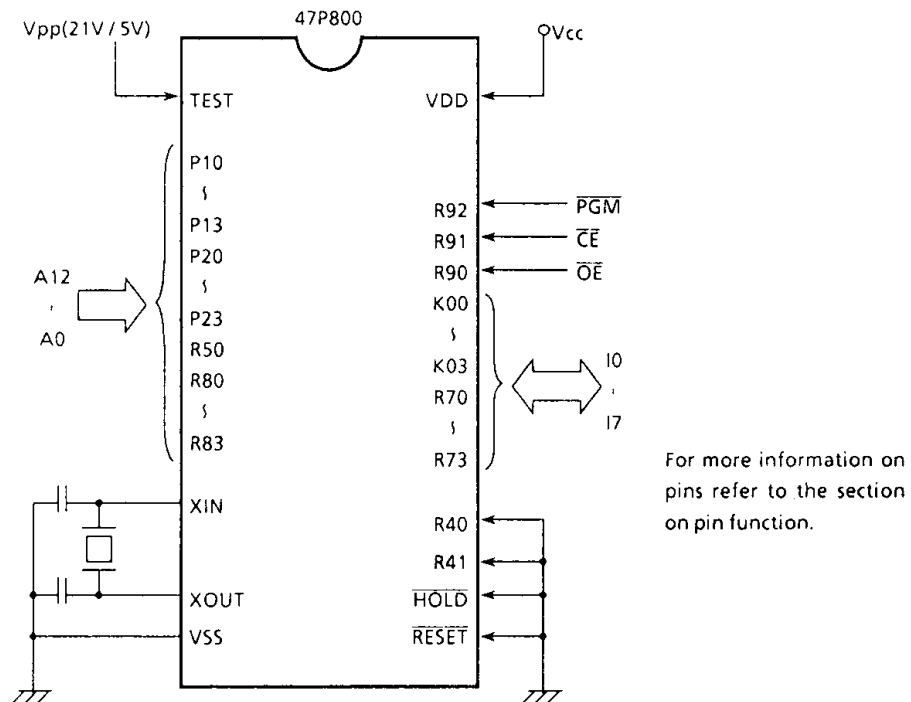 47P800
Vpp(21V/5V)
Vcc
TEST
VDD
P10
P13
P20
P23
R50
R80
R83
A12
A0
R92
PGM
R91
CE
R90
OE
K00
K03
R70
R73
I0
I7
XIN
XOUT
VSS
R40
R41
HOLD
RESET
For more information on
pins refer to the section
on pin function.